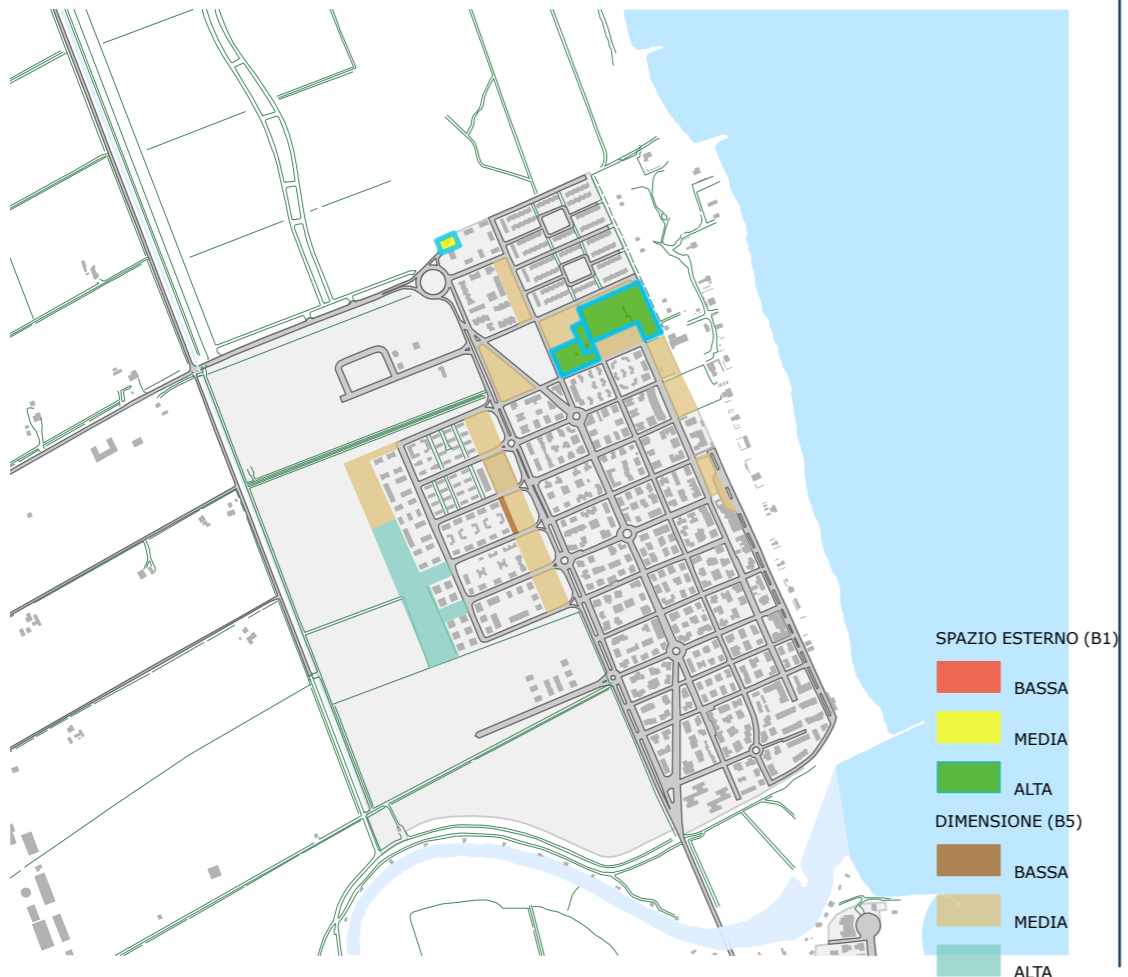 SPAZIO ESTERNO (B1)
BASSA
MEDIA
ALTA
DIMENSIONE (B5)
BASSA
MEDIA
ALTA